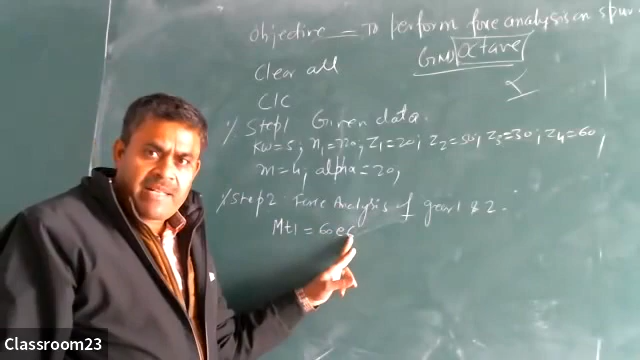 Objective - To perform force analysis on spur
GNU Octave
Clear all
Clc
% Step1 Given data.
KW=5; n1=720; Z1=20; Z2=50; Z3=30; Z4=60;
m=4, alpha=20,
% Step2: Force Analysis of gear 1 & 2.
Mt1 = 60e6
Classroom23